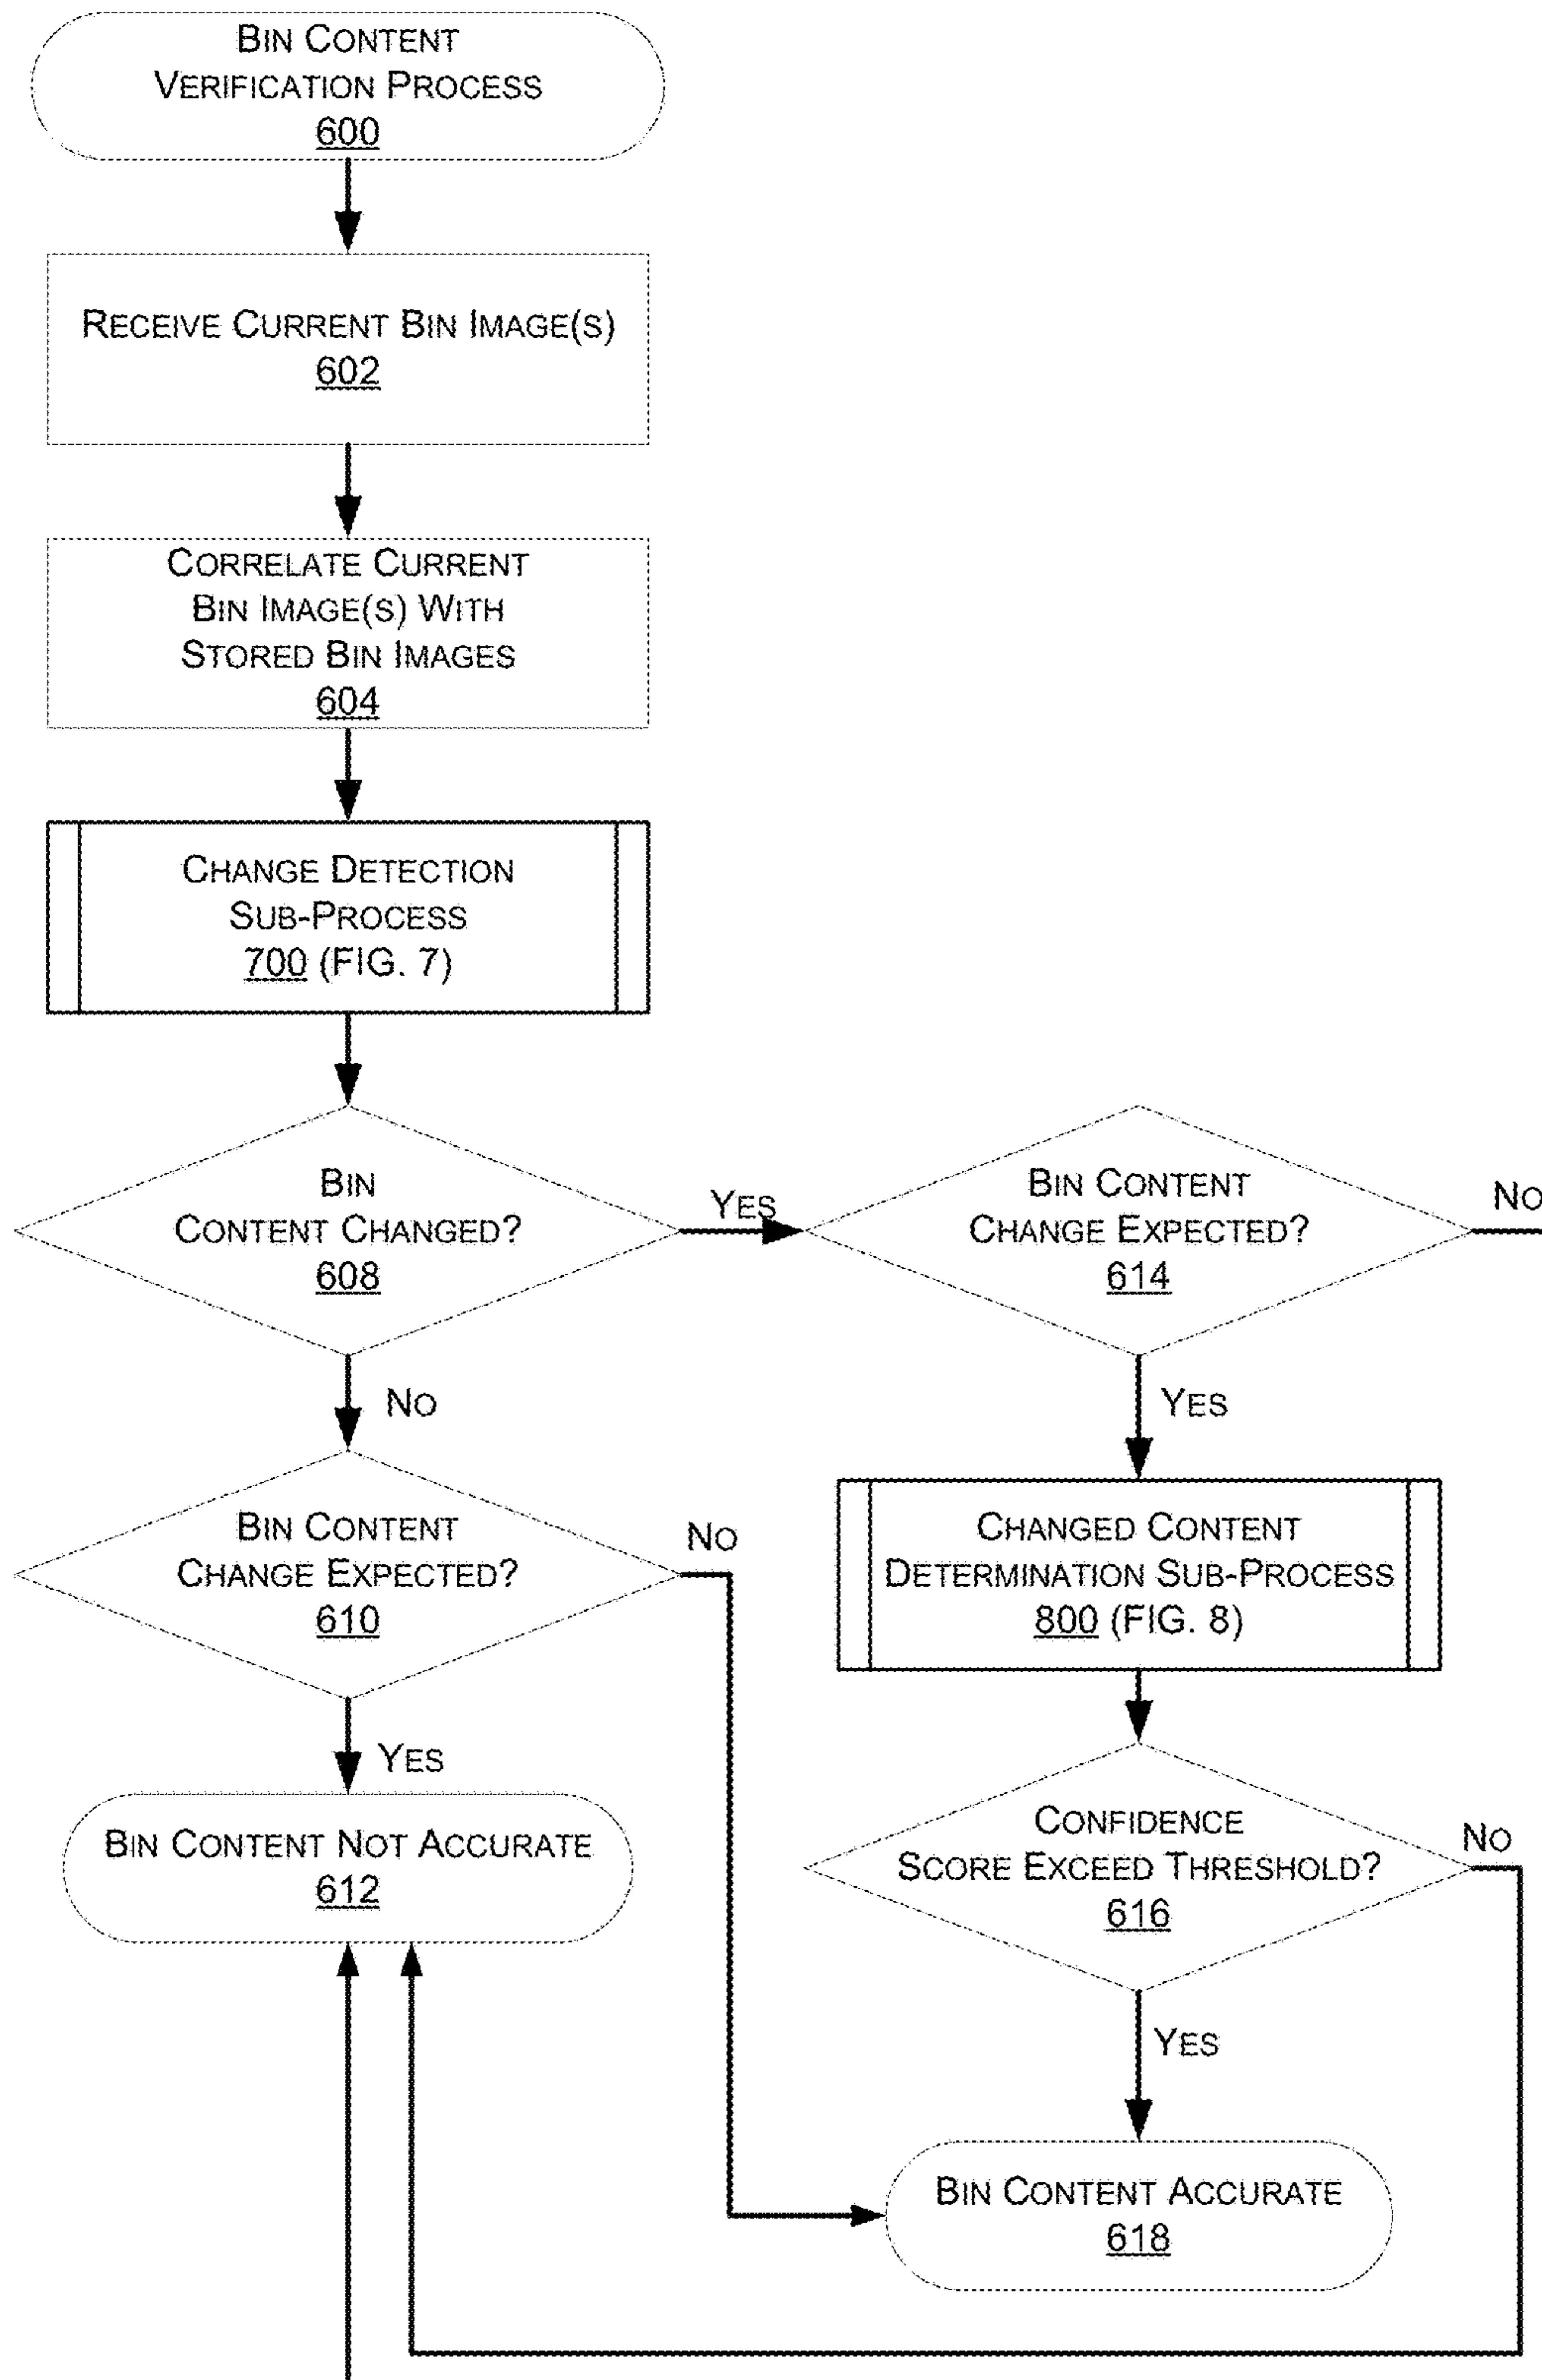 BIN CONTENT
VERIFICATION PROCESS
600
RECEIVE CURRENT BIN IMAGE(S)
602
CORRELATE CURRENT
BIN IMAGE(S) WITH
STORED BIN IMAGES
604
CHANGE DETECTION
SUB-PROCESS
700 (FIG. 7)
BIN
CONTENT CHANGED?
608
YES
BIN CONTENT
CHANGE EXPECTED?
614
NO
NO
YES
BIN CONTENT
CHANGE EXPECTED?
610
NO
CHANGED CONTENT
DETERMINATION SUB-PROCESS
800 (FIG. 8)
YES
BIN CONTENT NOT ACCURATE
612
CONFIDENCE
SCORE EXCEED THRESHOLD?
616
NO
YES
BIN CONTENT ACCURATE
618